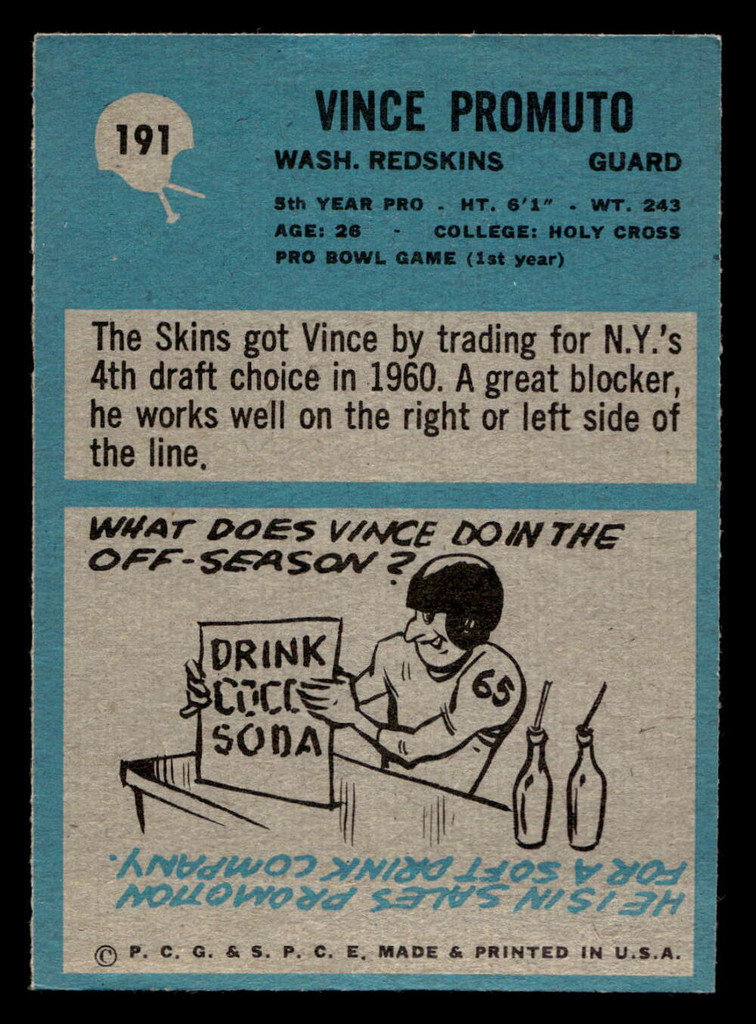 191
VINCE PROMUTO
WASH. REDSKINS GUARD
5th YEAR PRO - HT. 6'1" - WT. 243
AGE: 26 - COLLEGE: HOLY CROSS
PRO BOWL GAME (1st year)
The Skins got Vince by trading for N.Y.'s
4th draft choice in 1960. A great blocker,
he works well on the right or left side of
the line.
WHAT DOES VINCE DO IN THE
OFF-SEASON?
DRINK
COCO
SODA
65
HE IS IN SALES PROMOTION
FOR A SOFT DRINK COMPANY.
© P. C. G. & S. P. C. E. MADE & PRINTED IN U.S.A.